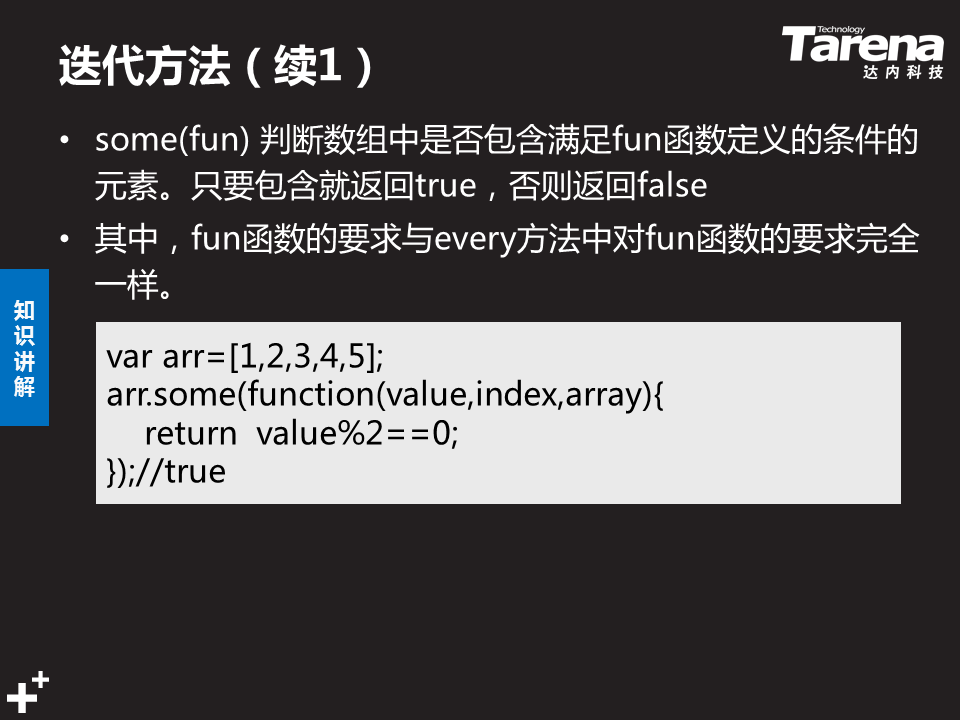 迭代方法（续1）
Technology
Tarena
达内科技
• some(fun) 判断数组中是否包含满足fun函数定义的条件的
元素。只要包含就返回true，否则返回false
• 其中，fun函数的要求与every方法中对fun函数的要求完全
一样。
知
识
讲
解
var arr=[1,2,3,4,5];
arr.some(function(value,index,array){
return  value%2==0;
});//true